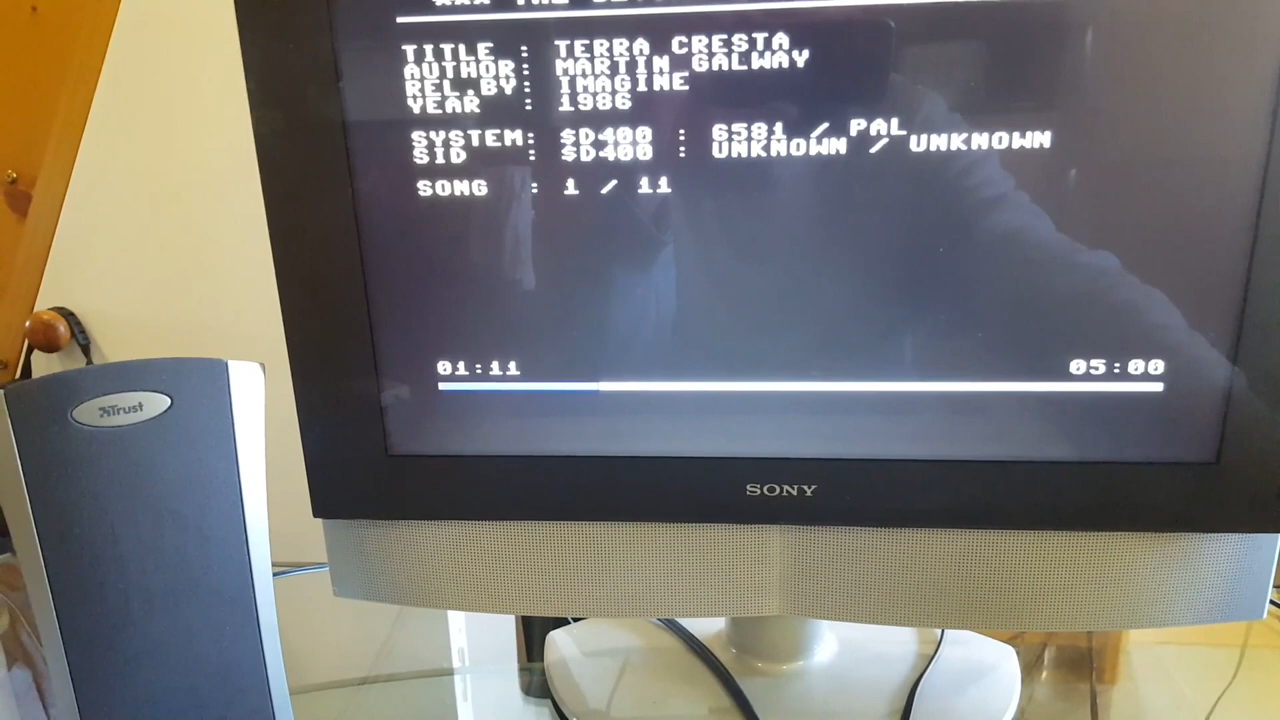 TITLE : TERRA CRESTA
AUTHOR: MARTIN GALWAY
REL.BY: IMAGINE
YEAR : 1986
SYSTEM: $D400 : 6581 / PAL
SID : $D400 : UNKNOWN / UNKNOWN
SONG : 1 / 11
01:11 05:00
SONY
Trust